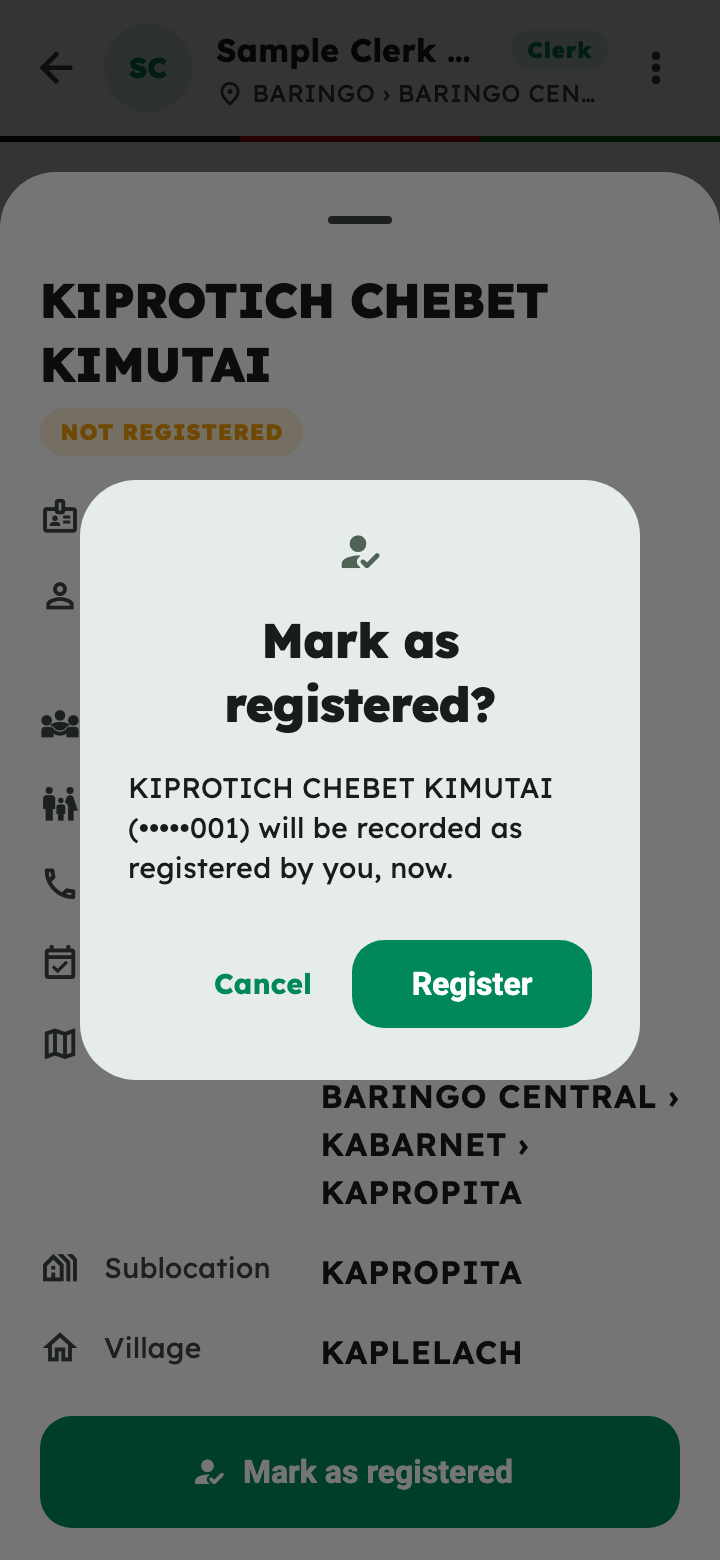 SC
Sample Clerk ...
Clerk
BARINGO › BARINGO CEN...
KIPROTICH CHEBET
KIMUTAI
NOT REGISTERED
Mark as
registered?
KIPROTICH CHEBET KIMUTAI
(•••••001) will be recorded as
registered by you, now.
Cancel
Register
BARINGO CENTRAL ›
KABARNET ›
KAPROPITA
Sublocation
KAPROPITA
Village
KAPLELACH
Mark as registered